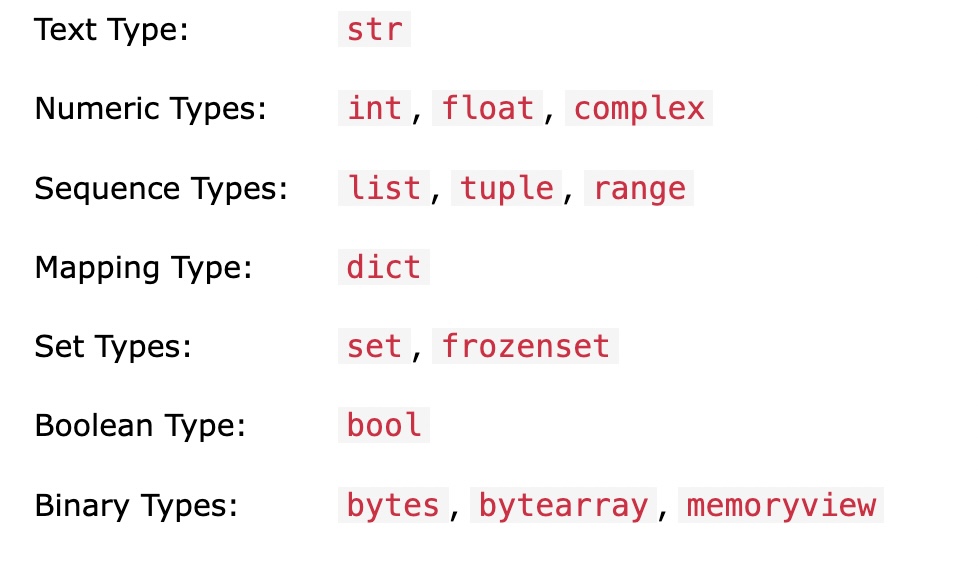 Text Type: str
Numeric Types: int, float, complex
Sequence Types: list, tuple, range
Mapping Type: dict
Set Types: set, frozenset
Boolean Type: bool
Binary Types: bytes, bytearray, memoryview